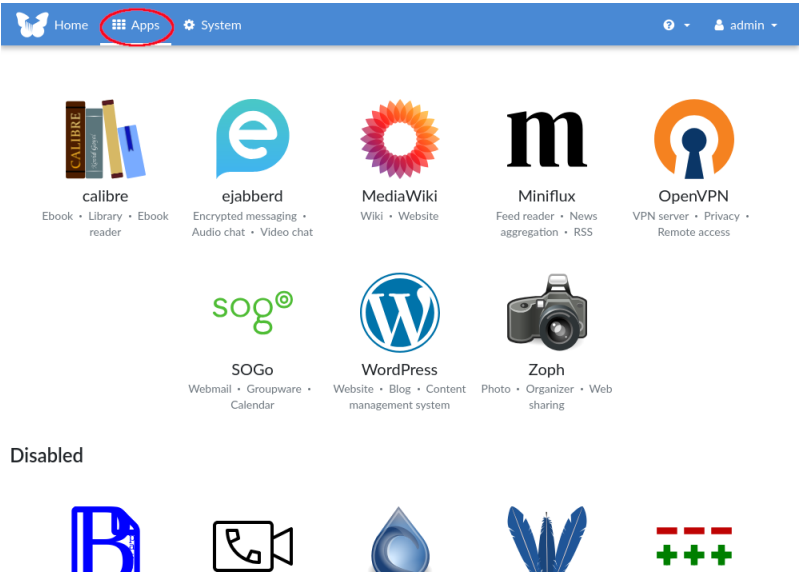 Home Apps System admin
CALIBRE
e
m
calibre ejabberd MediaWiki Miniflux OpenVPN
Ebook • Library • Ebook Encrypted messaging • Wiki • Website Feed reader • News VPN server • Privacy •
reader Audio chat • Video chat aggregation • RSS Remote access
sogo
W
SOGo WordPress Zoph
Webmail • Groupware • Website • Blog • Content Photo • Organizer • Web
Calendar management system sharing
Disabled
B